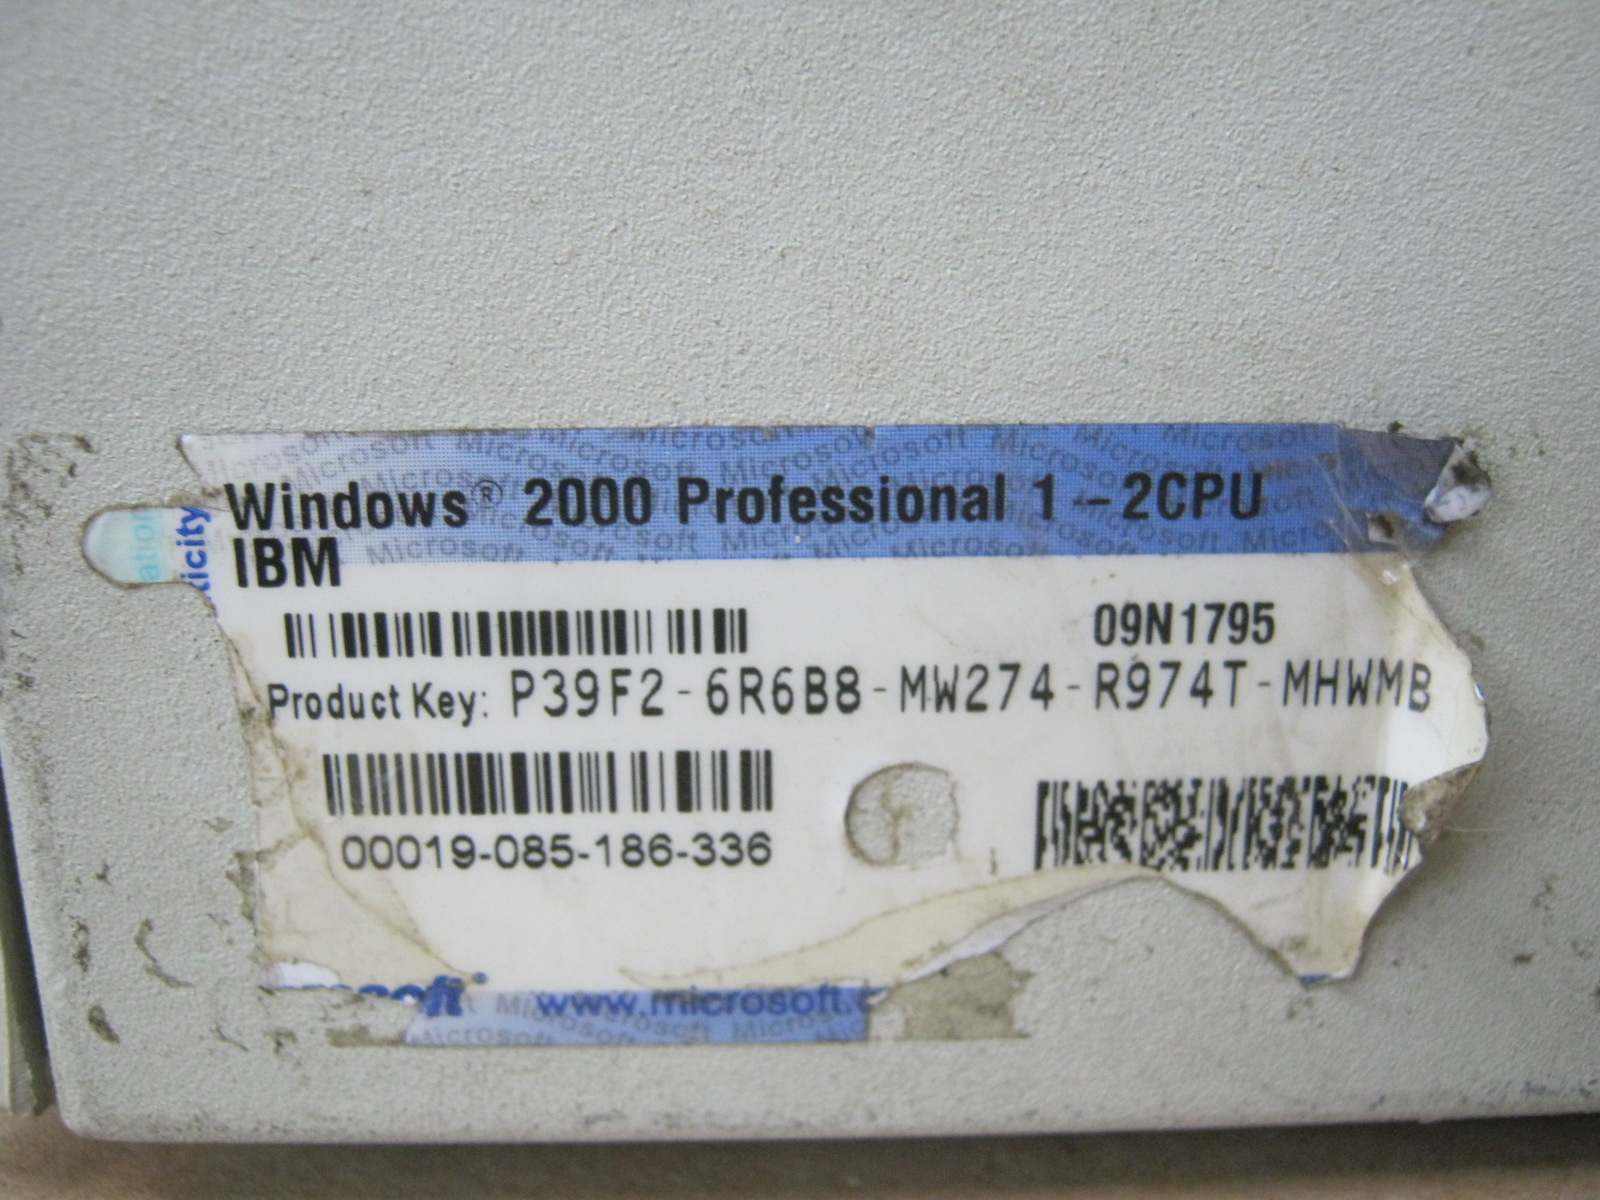 Windows® 2000 Professional 1-2CPU
IBM
09N1795
Product Key: P39F2-6R6B8-MW274-R974T-MHWMB
00019-085-186-336
www.microsoft.